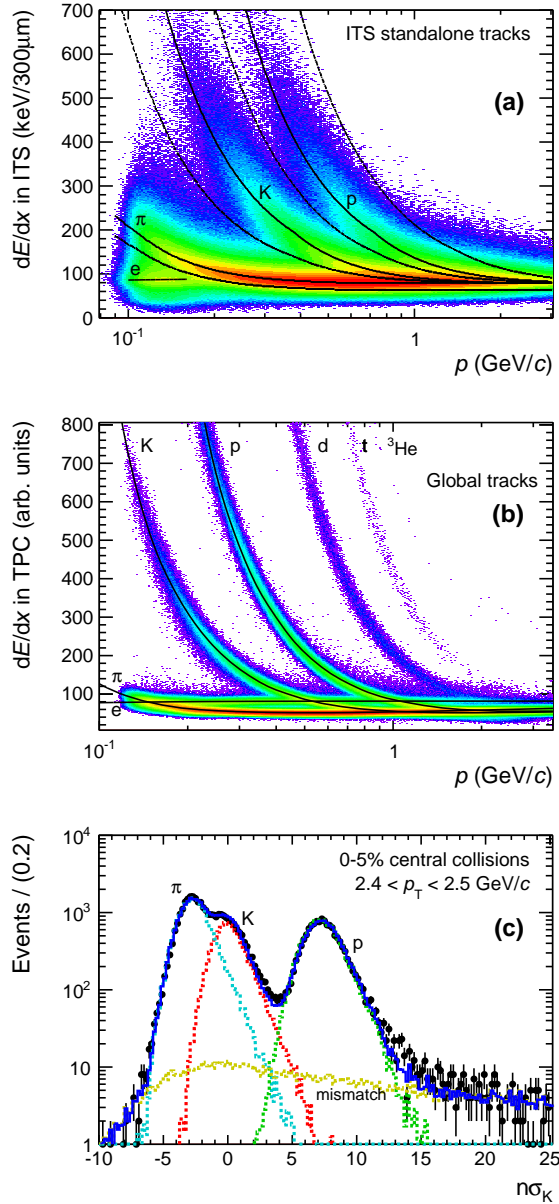 700
600
500
400
300
200
100
0
dE/dx in ITS (keV/300μm)
ITS standalone tracks
(a)
K
p
π
e
10⁻¹
1
p (GeV/c)
800
700
600
500
400
300
200
100
dE/dx in TPC (arb. units)
K
p
d
t
³He
Global tracks
(b)
π
e
10⁻¹
1
p (GeV/c)
10⁴
10³
10²
10
1
Events / (0.2)
0-5% central collisions
2.4 < p_T < 2.5 GeV/c
(c)
π
K
p
mismatch
-10 -5 0 5 10 15 20 25
nσ_K